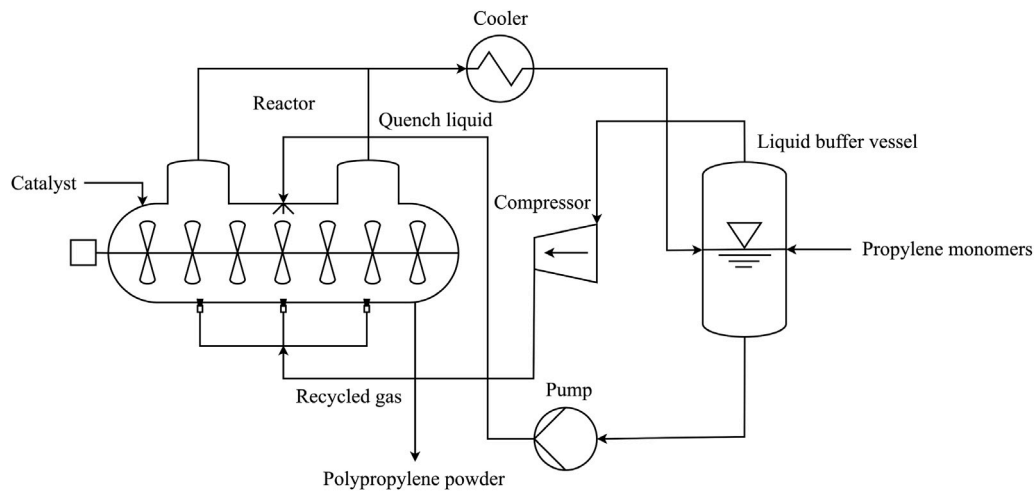 Cooler
Reactor
Quench liquid
Liquid buffer vessel
Catalyst
Compressor
Propylene monomers
Pump
Recycled gas
Polypropylene powder